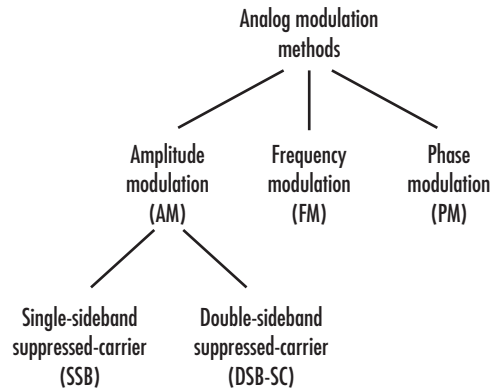 Analog modulation
methods
Amplitude
modulation
(AM)
Frequency
modulation
(FM)
Phase
modulation
(PM)
Single-sideband
suppressed-carrier
(SSB)
Double-sideband
suppressed-carrier
(DSB-SC)